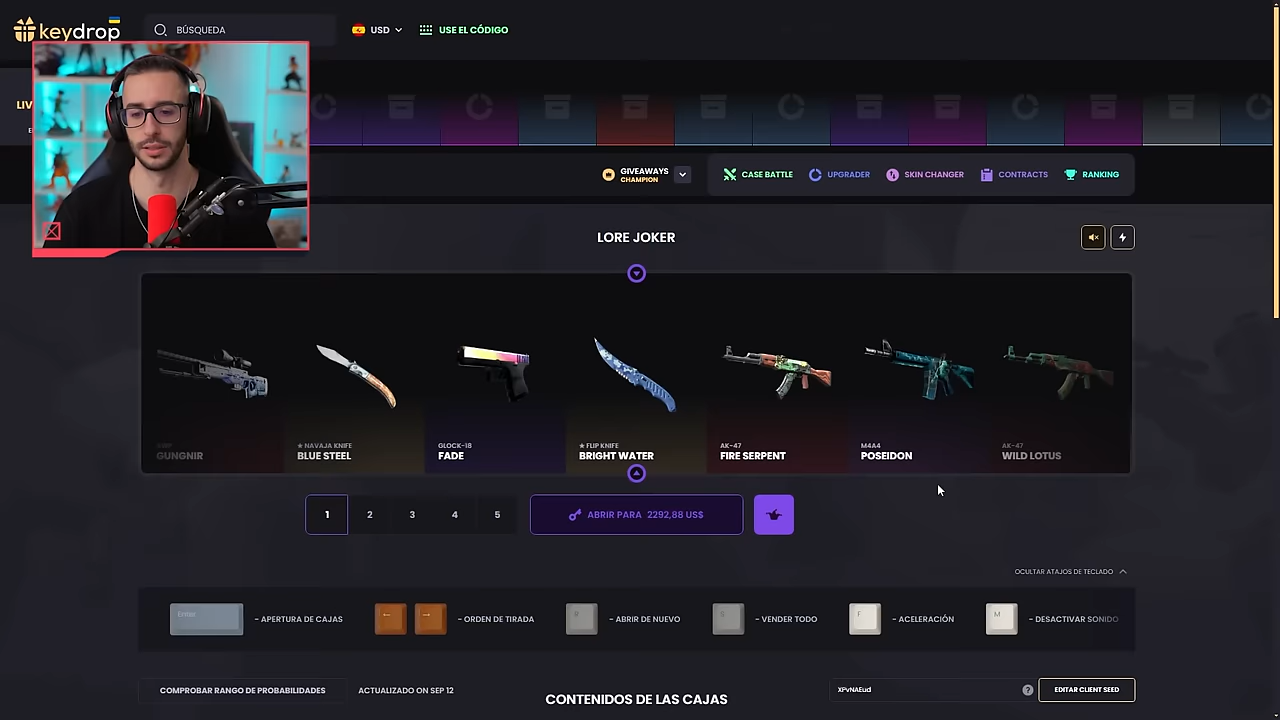 keydrop
BÚSQUEDA
USD
USE EL CÓDIGO
LIV
GIVEAWAYS
CHAMPION
CASE BATTLE
UPGRADER
SKIN CHANGER
CONTRACTS
RANKING
LORE JOKER
GUNGNIR
★ NAVAJA KNIFE
BLUE STEEL
GLOCK-18
FADE
★ FLIP KNIFE
BRIGHT WATER
AK-47
FIRE SERPENT
M4A4
POSEIDON
AK-47
WILD LOTUS
1
2
3
4
5
ABRIR PARA 2292,88 US$
OCULTAR ATAJOS DE TECLADO
Enter
- APERTURA DE CAJAS
← →
- ORDEN DE TIRADA
R
- ABRIR DE NUEVO
S
- VENDER TODO
F
- ACELERACIÓN
M
- DESACTIVAR SONIDO
COMPROBAR RANGO DE PROBABILIDADES
ACTUALIZADO ON SEP 12
CONTENIDOS DE LAS CAJAS
XPvNAEud
?
EDITAR CLIENT SEED